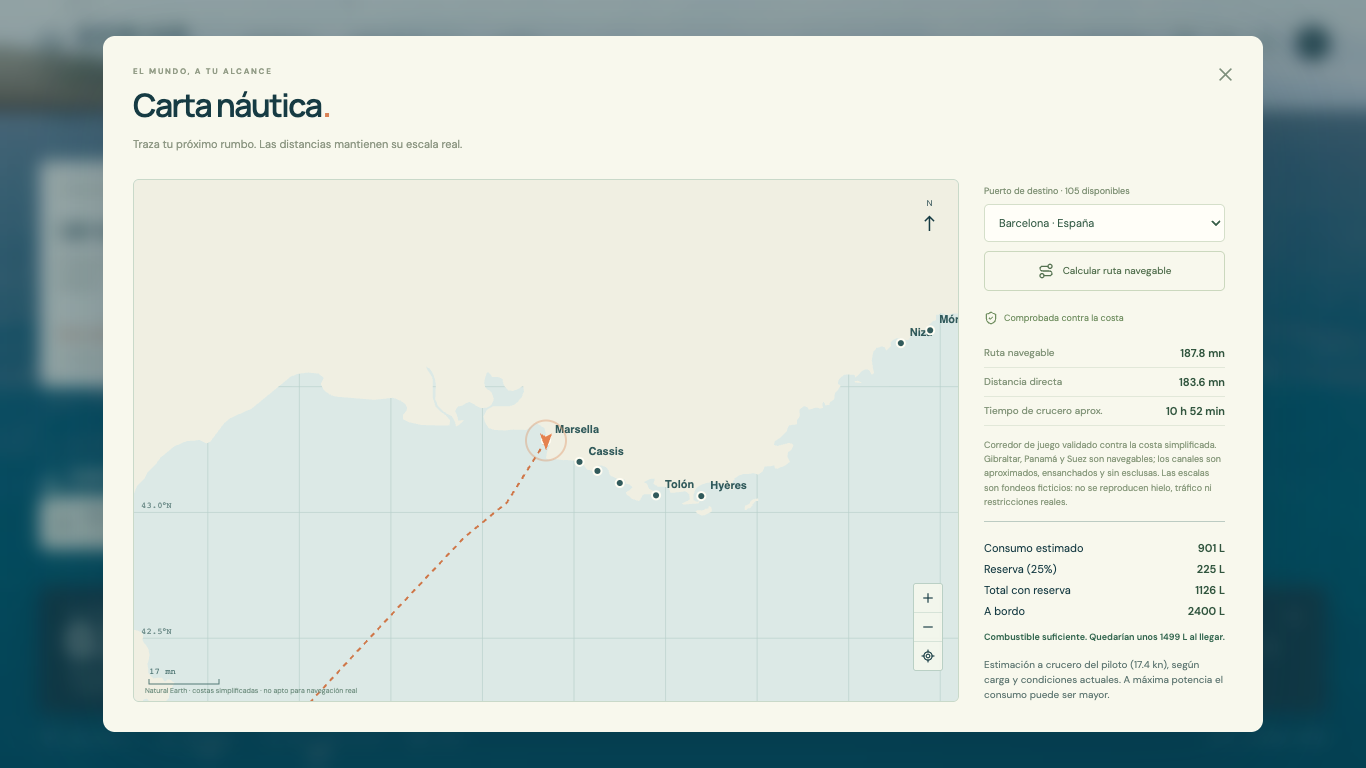 EL MUNDO, A TU ALCANCE
Carta náutica.
Traza tu próximo rumbo. Las distancias mantienen su escala real.
N
Món
Niza
Marsella
Cassis
Tolón
Hyères
43.0°N
42.5°N
17 mn
Natural Earth · costas simplificadas · no apto para navegación real
Puerto de destino · 105 disponibles
Barcelona · España
Calcular ruta navegable
Comprobada contra la costa
Ruta navegable 187.8 mn
Distancia directa 183.6 mn
Tiempo de crucero aprox. 10 h 52 min
Corredor de juego validado contra la costa simplificada.
Gibraltar, Panamá y Suez son navegables; los canales son
aproximados, ensanchados y sin esclusas. Las escalas
son fondeos ficticios: no se reproducen hielo, tráfico ni
restricciones reales.
Consumo estimado 901 L
Reserva (25%) 225 L
Total con reserva 1126 L
A bordo 2400 L
Combustible suficiente. Quedarían unos 1499 L al llegar.
Estimación a crucero del piloto (17.4 kn), según
carga y condiciones actuales. A máxima potencia el
consumo puede ser mayor.